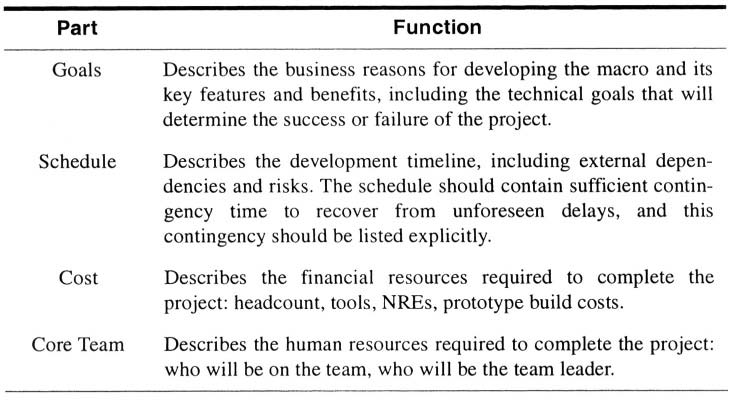 Part Function
Goals Describes the business reasons for developing the macro and its
key features and benefits, including the technical goals that will
determine the success or failure of the project.
Schedule Describes the development timeline, including external depen-
dencies and risks. The schedule should contain sufficient contin-
gency time to recover from unforeseen delays, and this
contingency should be listed explicitly.
Cost Describes the financial resources required to complete the
project: headcount, tools, NREs, prototype build costs.
Core Team Describes the human resources required to complete the project:
who will be on the team, who will be the team leader.